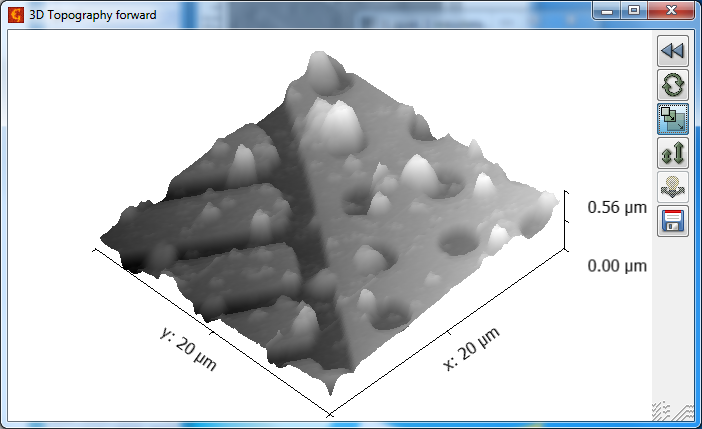 3D Topography forward
0.56 µm
0.00 µm
y: 20 µm
x: 20 µm